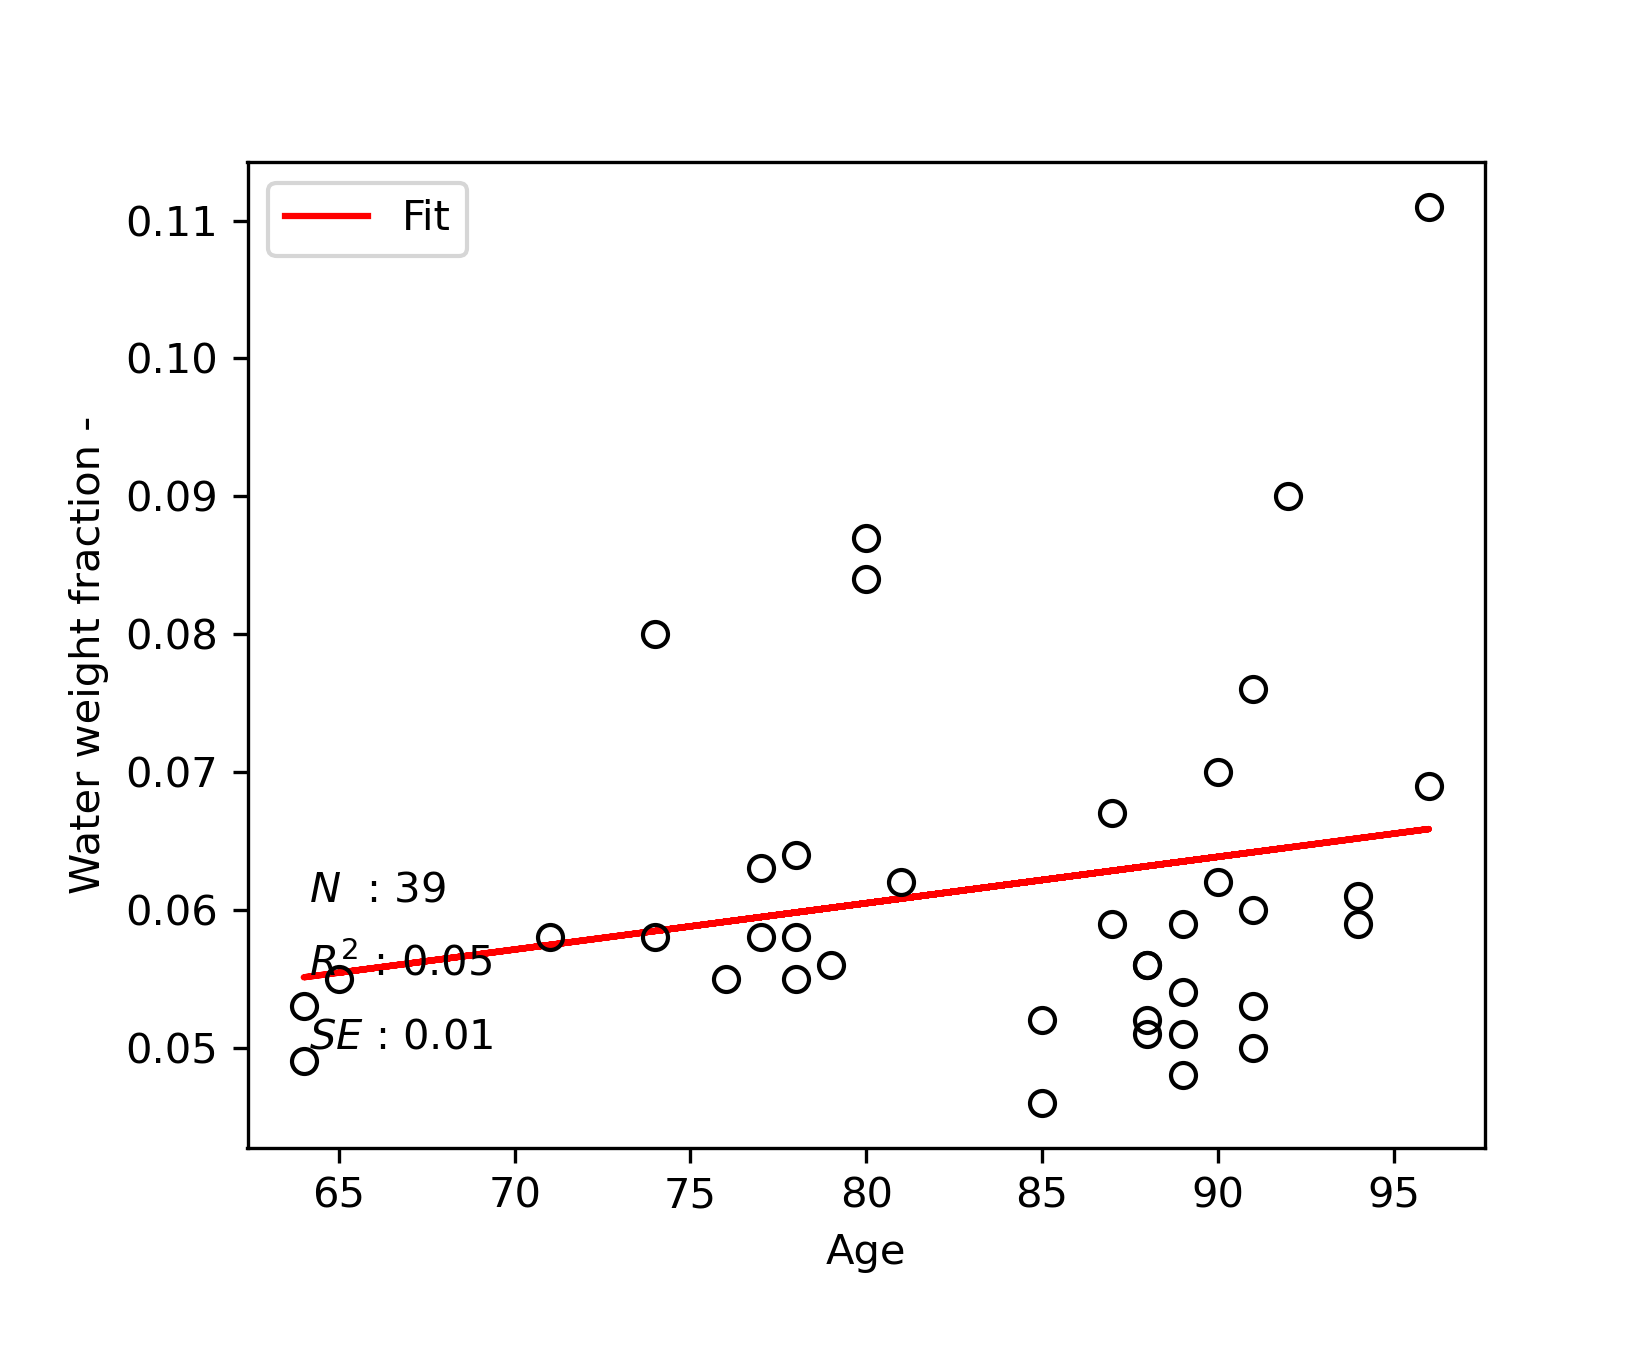 Fit
0.11
0.10
0.09
0.08
0.07
0.06
0.05
Water weight fraction -
N : 39
R² : 0.05
SE : 0.01
65 70 75 80 85 90 95
Age